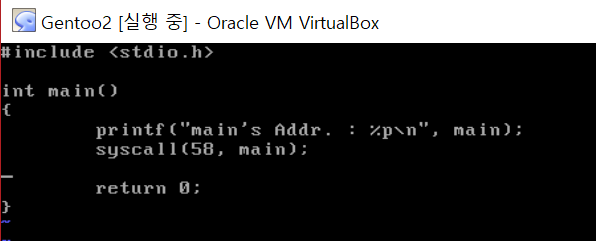 Gentoo2 [실행 중] - Oracle VM VirtualBox
#include <stdio.h>
int main()
{
printf("main's Addr. : %p\n", main);
syscall(58, main);
return 0;
}
~
~